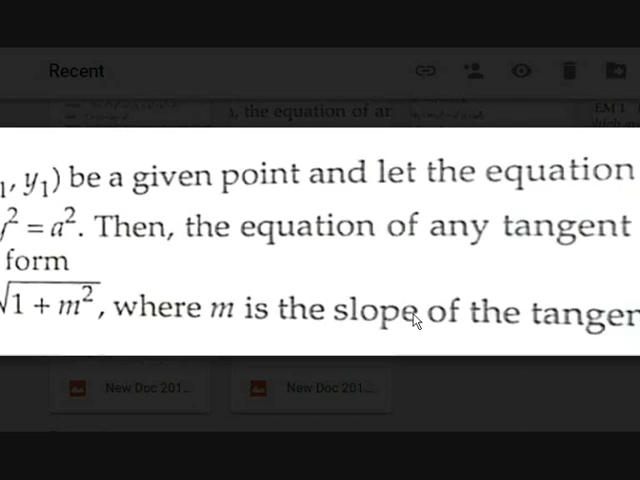 Recent
, the equation of ar
EM 1
₁, y₁) be a given point and let the equation
² = a². Then, the equation of any tangent
form
√1 + m², where m is the slope of the tanger
New Doc 201... New Doc 201...